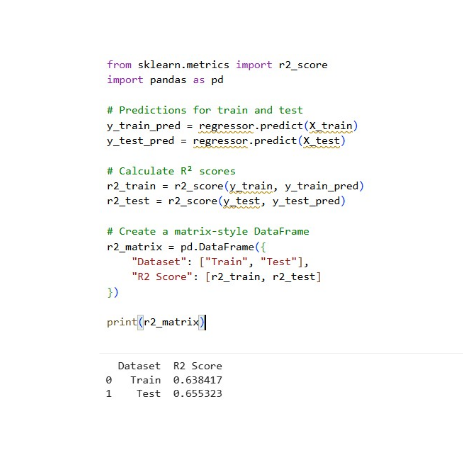 from sklearn.metrics import r2_score
import pandas as pd
# Predictions for train and test
y_train_pred = regressor.predict(X_train)
y_test_pred = regressor.predict(X_test)
# Calculate R² scores
r2_train = r2_score(y_train, y_train_pred)
r2_test = r2_score(y_test, y_test_pred)
# Create a matrix-style DataFrame
r2_matrix = pd.DataFrame({
    "Dataset": ["Train", "Test"],
    "R2 Score": [r2_train, r2_test]
})
print(r2_matrix)
  Dataset  R2 Score
0   Train  0.638417
1    Test  0.655323